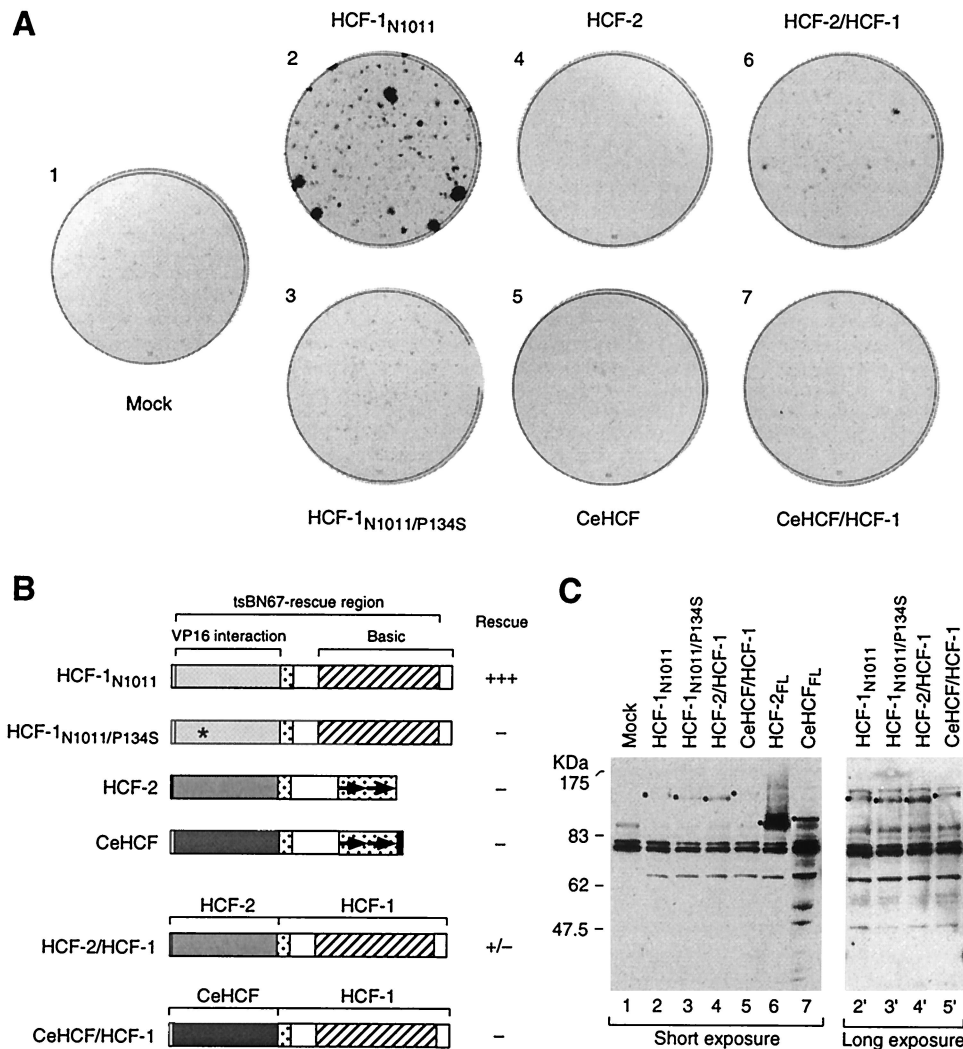 A
HCF-1N1011
HCF-2
HCF-2/HCF-1
2
4
6
1
Mock
3
5
7
HCF-1N1011/P134S
CeHCF
CeHCF/HCF-1
B
tsBN67-rescue region
Rescue
VP16 interaction
Basic
HCF-1N1011
+++
HCF-1N1011/P134S
*
–
HCF-2
–
CeHCF
–
HCF-2
HCF-1
HCF-2/HCF-1
+/–
CeHCF
HCF-1
CeHCF/HCF-1
–
C
Mock
HCF-1N1011
HCF-1N1011/P134S
HCF-2/HCF-1
CeHCF/HCF-1
HCF-2FL
CeHCFFL
HCF-1N1011
HCF-1N1011/P134S
HCF-2/HCF-1
CeHCF/HCF-1
KDa
175
83
62
47.5
1 2 3 4 5 6 7
2' 3' 4' 5'
Short exposure
Long exposure